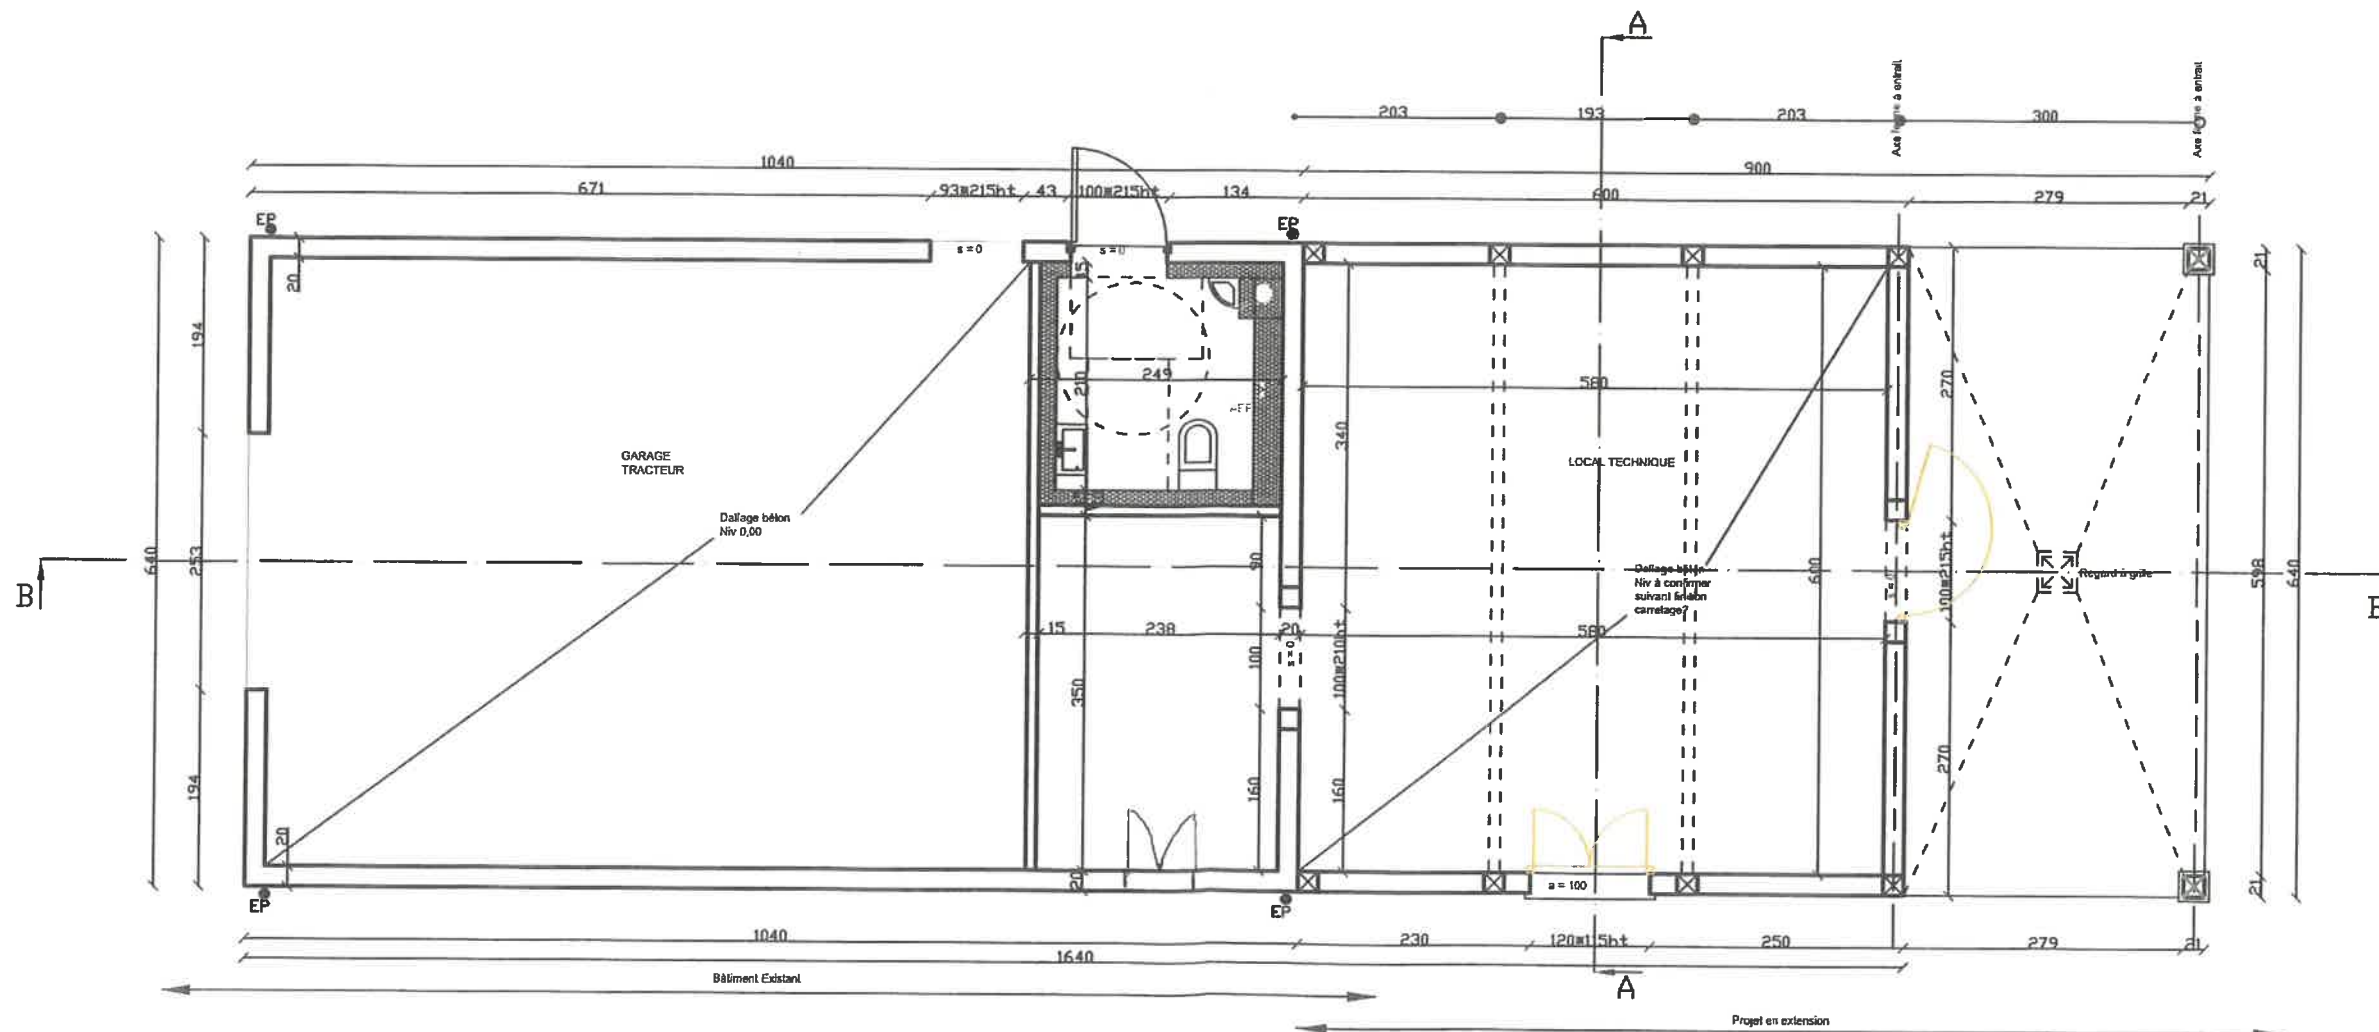 A
Axe ferme à entrait
Axe ferme à entrait
203
193
203
300
1040
900
671
93x215ht
43
100x215ht
134
600
279
21
EP
EP
s = 0
s = 0
20
15
21
194
249
210
580
270
340
GARAGE
TRACTEUR
LOCAL TECHNIQUE
Dallage béton
Niv 0,00
640
253
90
600
100x215ht
s = 0
Regard à grille
598
640
B
Dallage béton
Niv à confirmer
suivant finition
carrelage?
15
238
20
580
s = 0
100
100x210ht
350
194
160
160
270
20
20
a = 100
21
EP
EP
1040
230
120x115ht
250
279
21
1640
Bâtiment Existant
A
Projet en extension